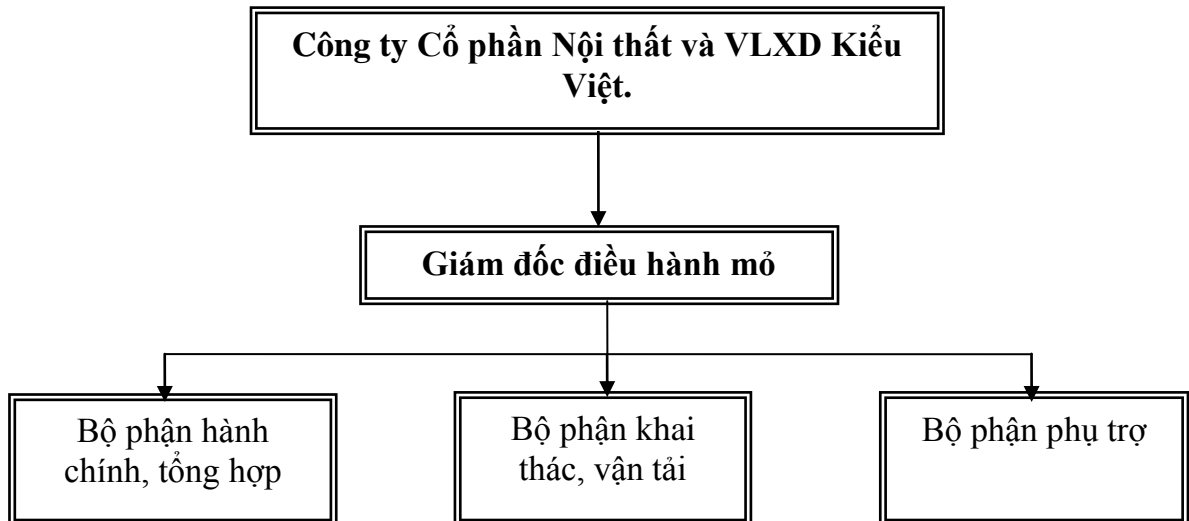 Công ty Cổ phần Nội thất và VLXD Kiểu
Việt.
Giám đốc điều hành mỏ
Bộ phận hành
chính, tổng hợp
Bộ phận khai
thác, vận tải
Bộ phận phụ trợ